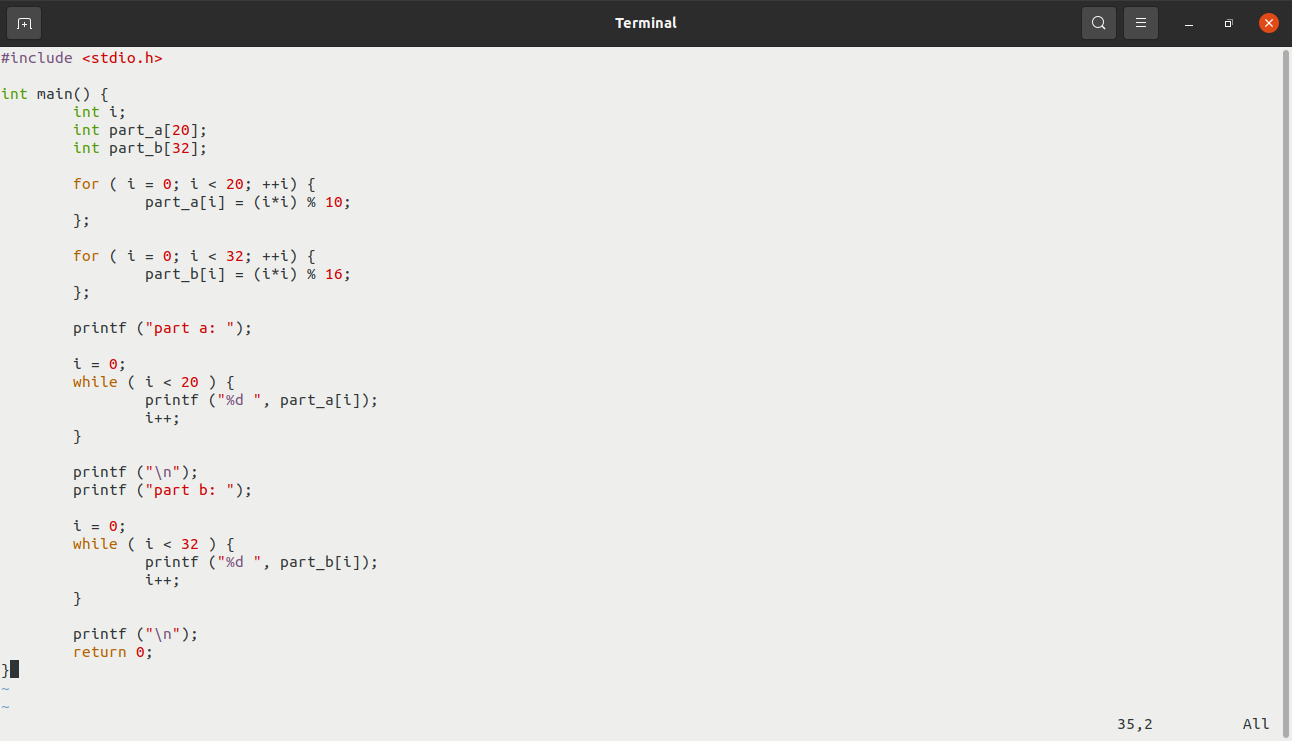 Terminal
#include <stdio.h>
int main() {
        int i;
        int part_a[20];
        int part_b[32];
        for ( i = 0; i < 20; ++i) {
                part_a[i] = (i*i) % 10;
        };
        for ( i = 0; i < 32; ++i) {
                part_b[i] = (i*i) % 16;
        };
        printf ("part a: ");
        i = 0;
        while ( i < 20 ) {
                printf ("%d ", part_a[i]);
                i++;
        }
        printf ("\n");
        printf ("part b: ");
        i = 0;
        while ( i < 32 ) {
                printf ("%d ", part_b[i]);
                i++;
        }
        printf ("\n");
        return 0;
}
~
~
35,2 All